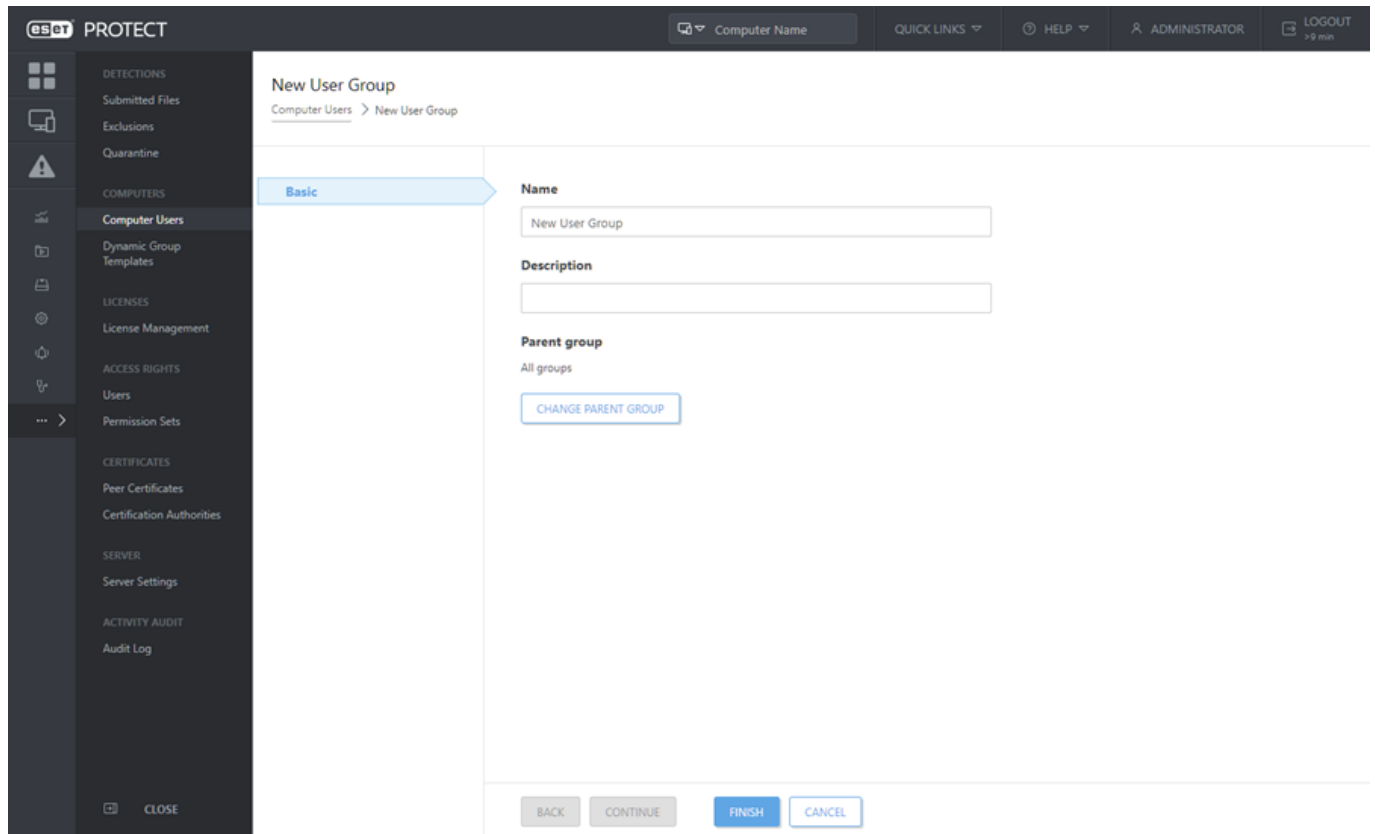 eset PROTECT
Computer Name
QUICK LINKS
HELP
ADMINISTRATOR
LOGOUT
>9 min
DETECTIONS
Submitted Files
Exclusions
Quarantine
COMPUTERS
Computer Users
Dynamic Group
Templates
LICENSES
License Management
ACCESS RIGHTS
Users
Permission Sets
CERTIFICATES
Peer Certificates
Certification Authorities
SERVER
Server Settings
ACTIVITY AUDIT
Audit Log
CLOSE
New User Group
Computer Users > New User Group
Basic
Name
New User Group
Description
Parent group
All groups
CHANGE PARENT GROUP
BACK
CONTINUE
FINISH
CANCEL